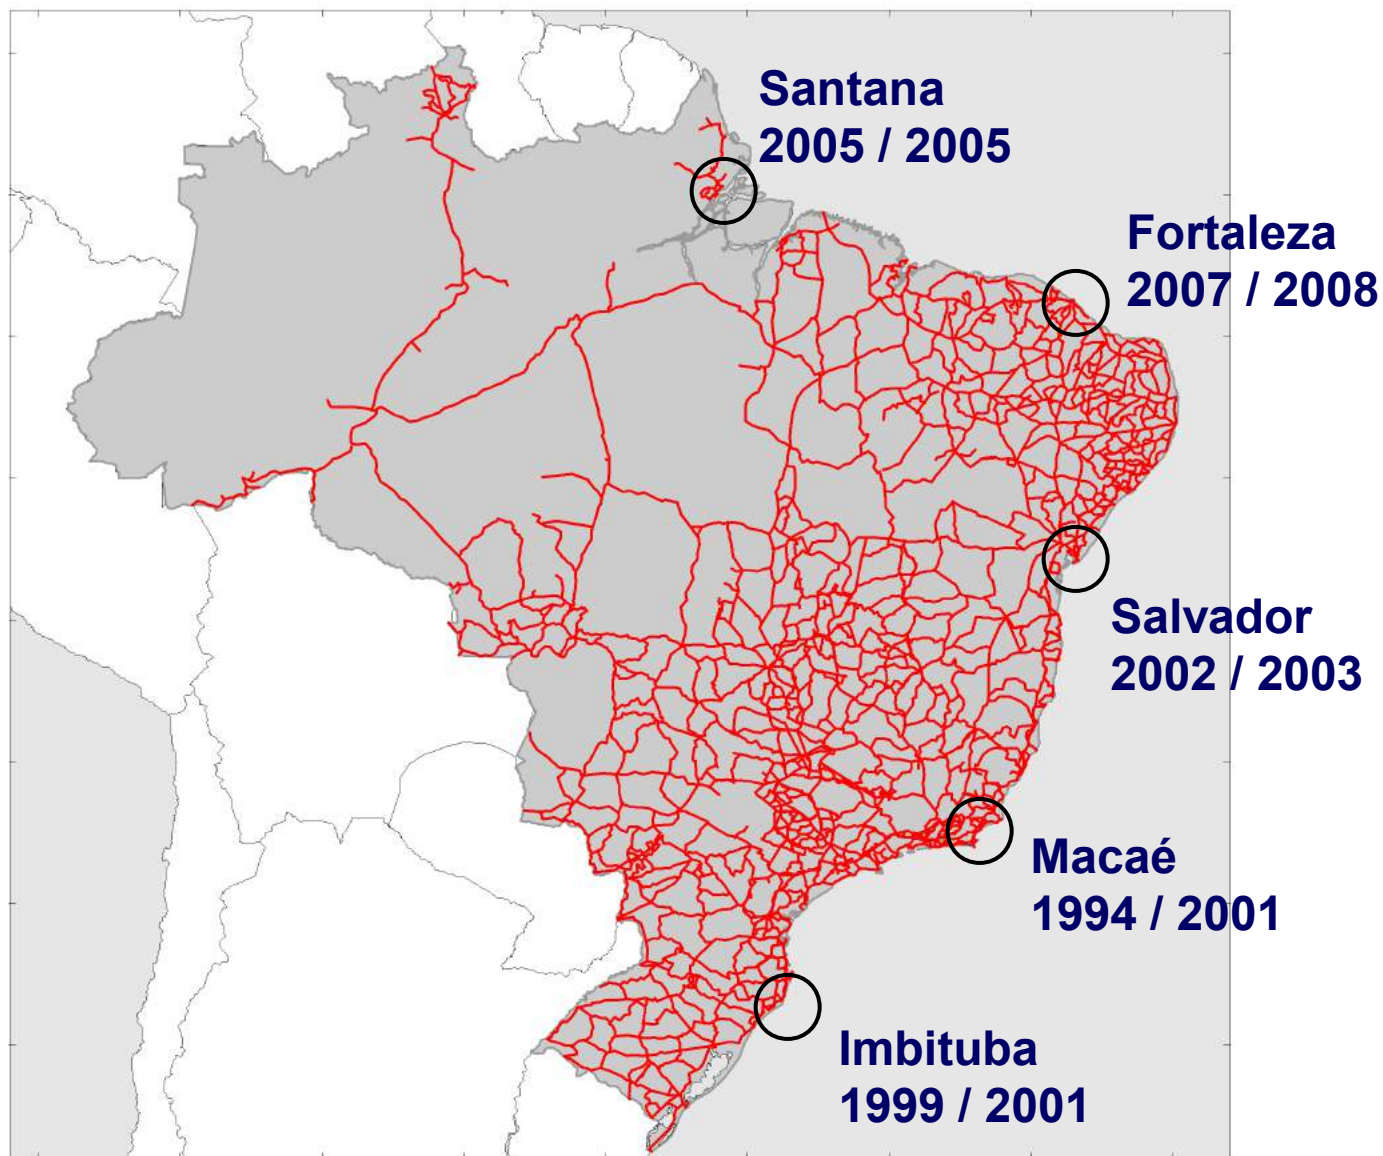 Santana
2005 / 2005
Fortaleza
2007 / 2008
Salvador
2002 / 2003
Macaé
1994 / 2001
Imbituba
1999 / 2001